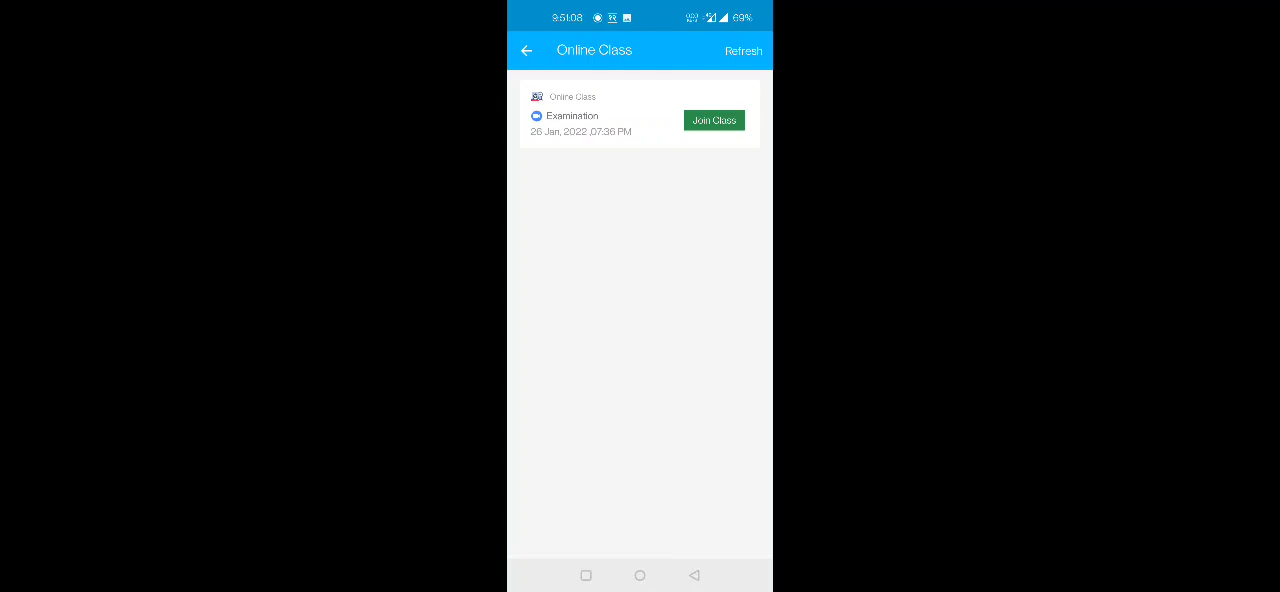 9:51:08 69%
Online Class Refresh
Online Class
Examination
26 Jan, 2022 ,07:36 PM
Join Class